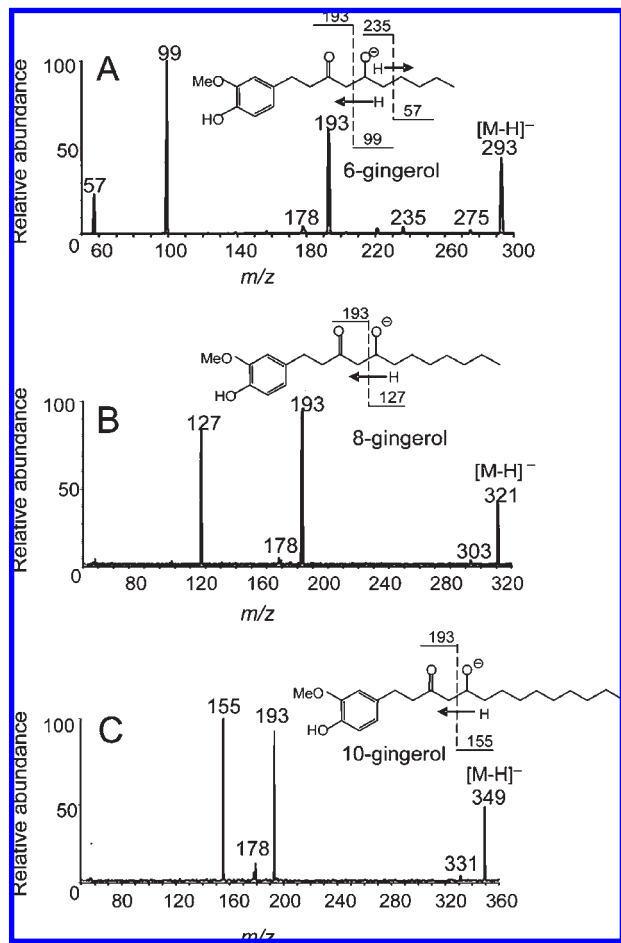 193
235
100
99
A
O
O⊖
H
MeO
H
HO
57
193
99
[M-H]⁻
293
50
6-gingerol
57
178
235
275
0
60 100 140 180 220 260 300
m/z
Relative abundance
193
O
O⊖
MeO
H
HO
127
100
B
127
193
8-gingerol
[M-H]⁻
321
50
178
303
0
80 120 160 200 240 280 320
m/z
Relative abundance
193
O
O⊖
MeO
H
HO
155
10-gingerol
100
C
155
193
[M-H]⁻
349
50
178
331
0
80 120 160 200 240 280 320 360
m/z
Relative abundance